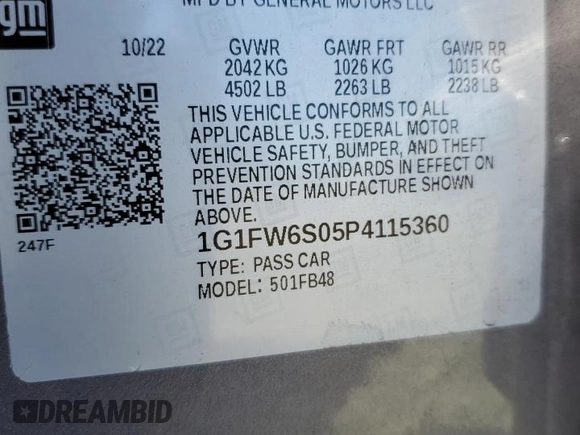 gm
MFD BY GENERAL MOTORS LLC
10/22 GVWR GAWR FRT GAWR RR
2042 KG 1026 KG 1015 KG
4502 LB 2263 LB 2238 LB
THIS VEHICLE CONFORMS TO ALL
APPLICABLE U.S. FEDERAL MOTOR
VEHICLE SAFETY, BUMPER, AND THEFT
PREVENTION STANDARDS IN EFFECT ON
THE DATE OF MANUFACTURE SHOWN
ABOVE.
247F
1G1FW6S05P4115360
TYPE: PASS CAR
MODEL: 501FB48
DREAMBID